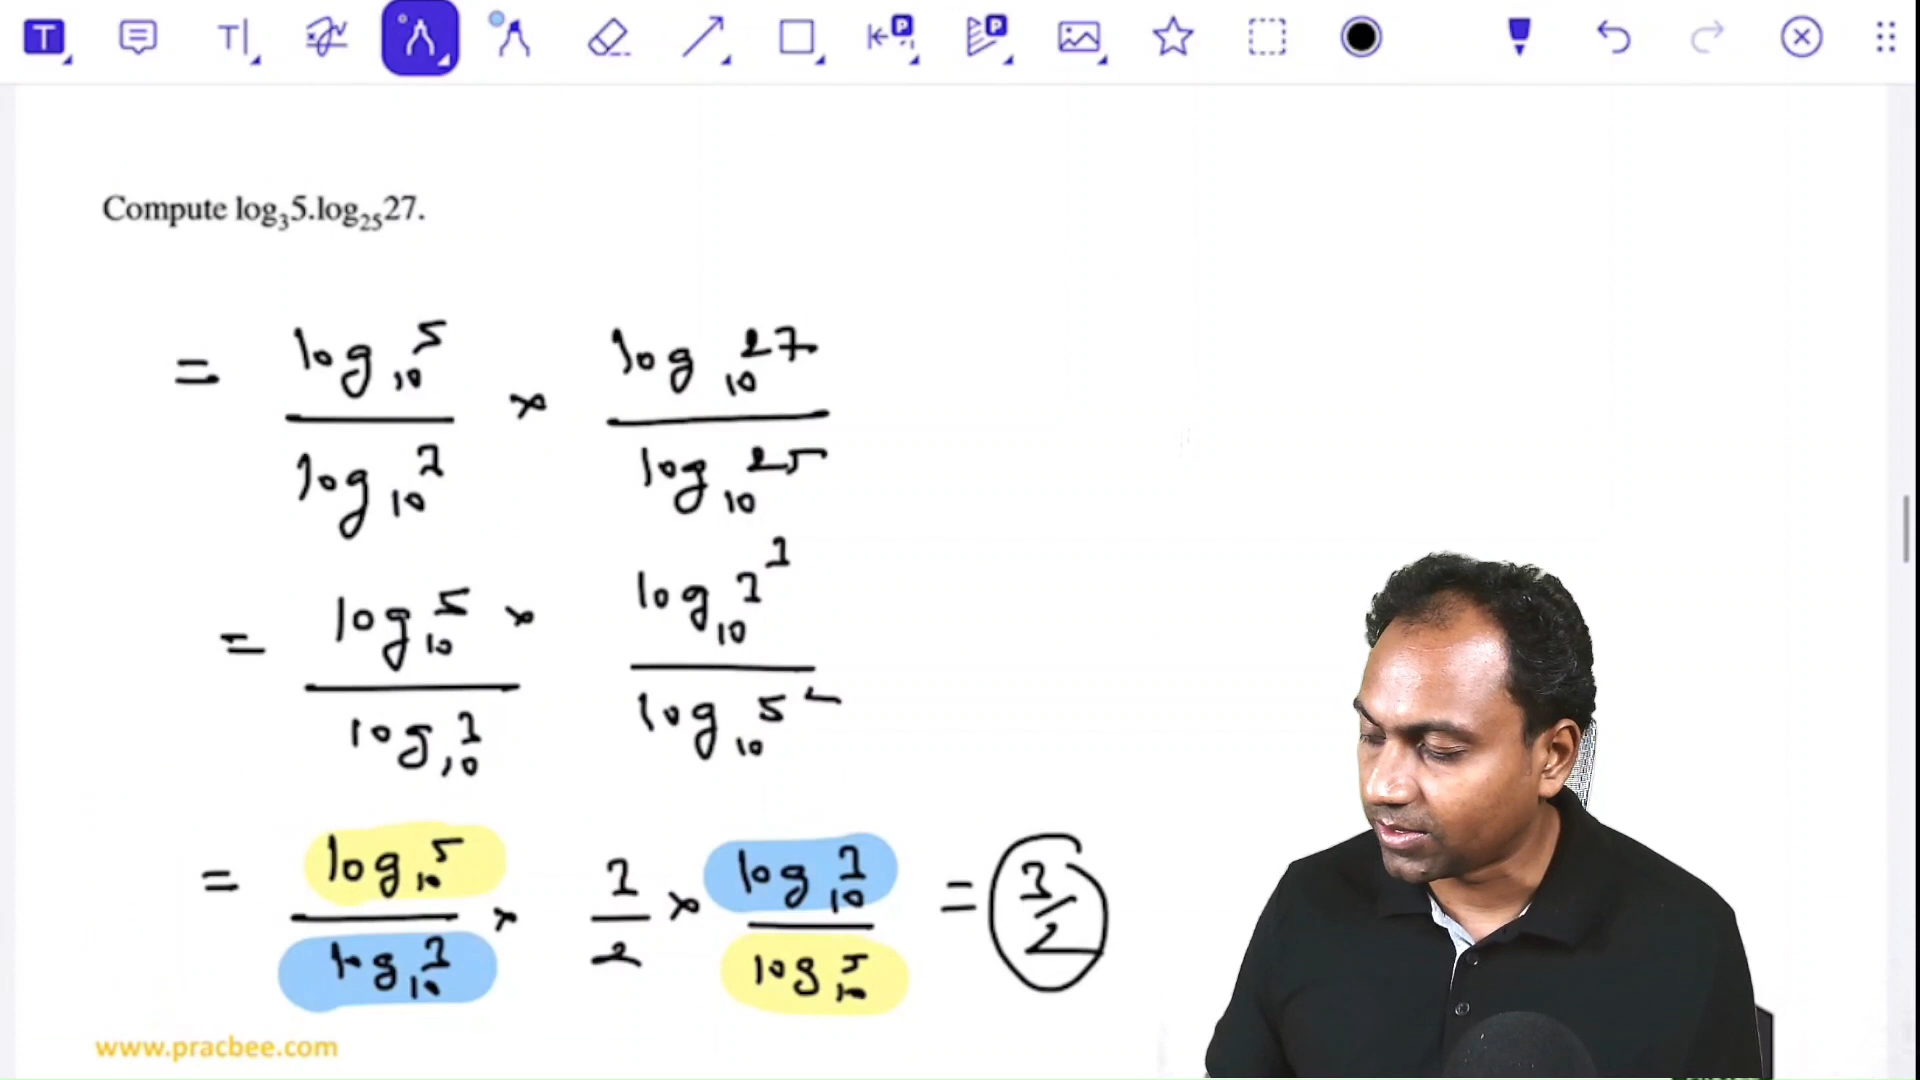 Compute log₃5.log₂₅27.
= log₁₀5 / log₁₀3 × log₁₀27 / log₁₀25
= log₁₀5 / log₁₀3 × log₁₀3³ / log₁₀5²
= log₁₀5 / log₁₀3 × 3/2 × log₁₀3 / log₁₀5 = 3/2
www.pracbee.com